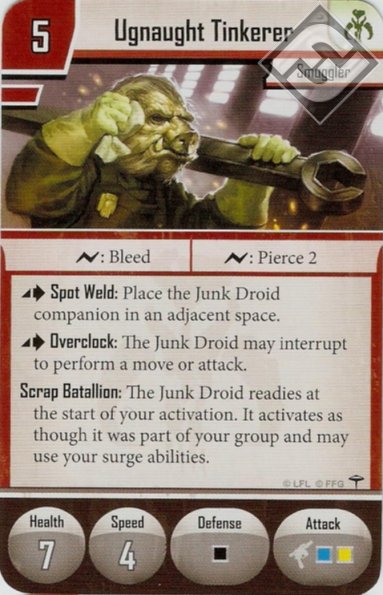 5
Ugnaught Tinkerer
Smuggler
: Bleed
: Pierce 2
Spot Weld: Place the Junk Droid
companion in an adjacent space.
Overclock: The Junk Droid may interrupt
to perform a move or attack.
Scrap Batallion: The Junk Droid readies at
the start of your activation. It activates as
though it was part of your group and may
use your surge abilities.
© LFL © FFG
Health
Speed
Defense
Attack
7
4